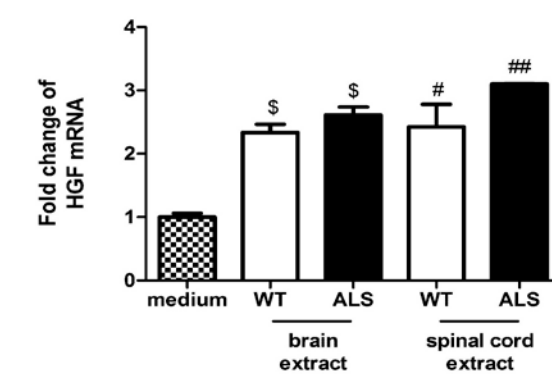 Fold change of
HGF mRNA
4
3
2
1
0
$
$
#
##
medium
WT
ALS
WT
ALS
brain
extract
spinal cord
extract